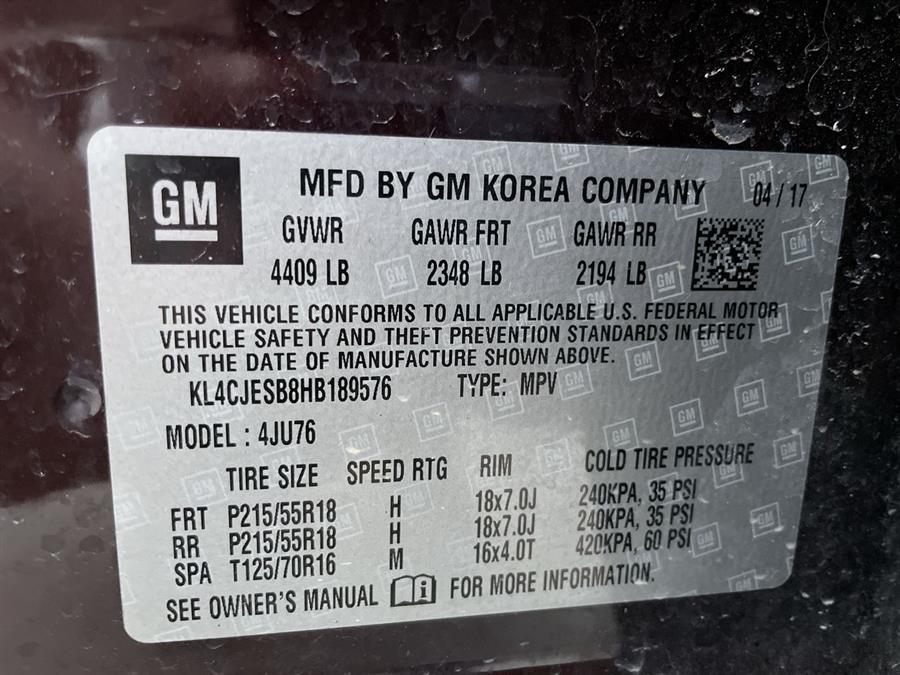 GM
MFD BY GM KOREA COMPANY 04 / 17
GVWR GAWR FRT GAWR RR
4409 LB 2348 LB 2194 LB
THIS VEHICLE CONFORMS TO ALL APPLICABLE U.S. FEDERAL MOTOR
VEHICLE SAFETY AND THEFT PREVENTION STANDARDS IN EFFECT
ON THE DATE OF MANUFACTURE SHOWN ABOVE.
KL4CJESB8HB189576 TYPE: MPV
MODEL : 4JU76
TIRE SIZE SPEED RTG RIM COLD TIRE PRESSURE
FRT P215/55R18 H 18x7.0J 240KPA, 35 PSI
RR P215/55R18 H 18x7.0J 240KPA, 35 PSI
SPA T125/70R16 M 16x4.0T 420KPA, 60 PSI
SEE OWNER'S MANUAL FOR MORE INFORMATION.